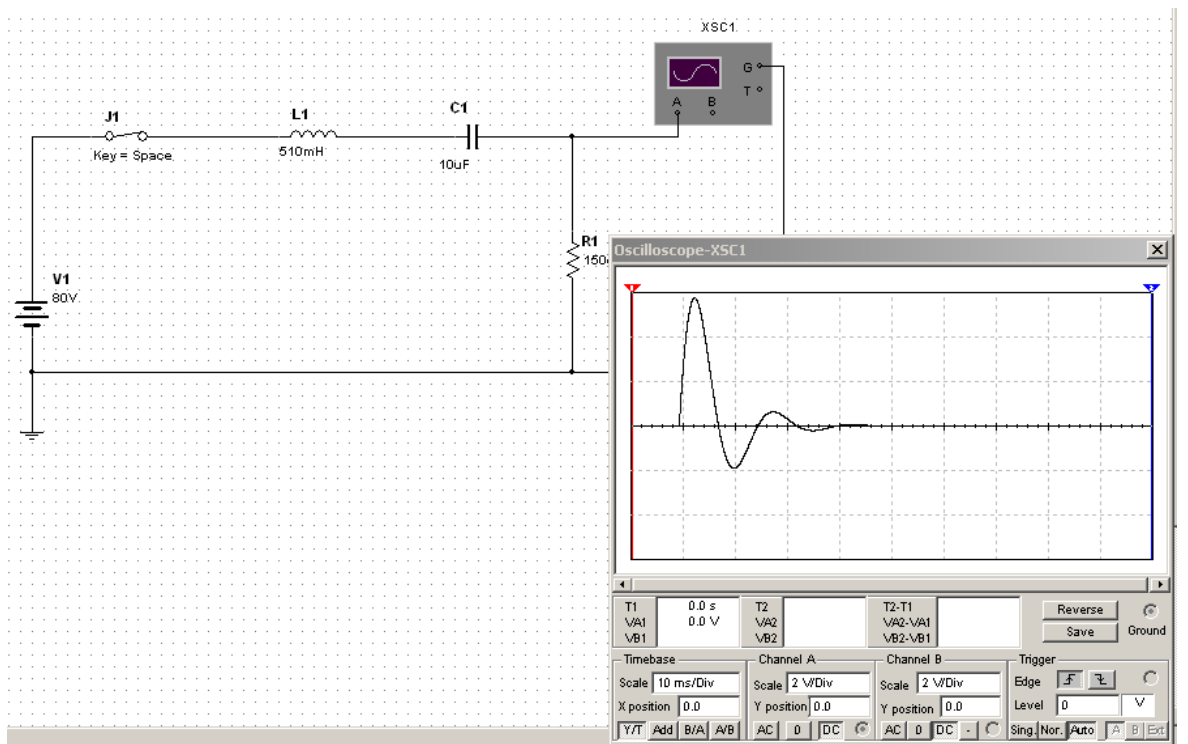 XSC1
G
T
A B
J1
Key = Space
L1
510mH
C1
10uF
R1
V1
80V
Oscilloscope-XSC1
1 2
T1 0.0 s T2 T2-T1
VA1 0.0 V VA2 VA2-VA1
VB1 VB2 VB2-VB1
Reverse
Save
Ground
Timebase
Scale 10 ms/Div
X position 0.0
Y/T Add B/A A/B
Channel A
Scale 2 V/Div
Y position 0.0
AC 0 DC
Channel B
Scale 2 V/Div
Y position 0.0
AC 0 DC -
Trigger
Edge
Level 0 V
Sing. Nor. Auto A B Ext